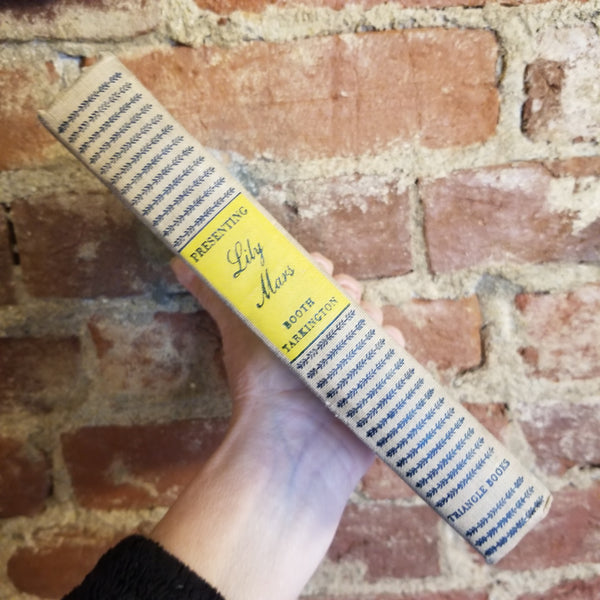 PRESENTING
Lily
Mars
BOOTH
TARKINGTON
TRIANGLE BOOKS